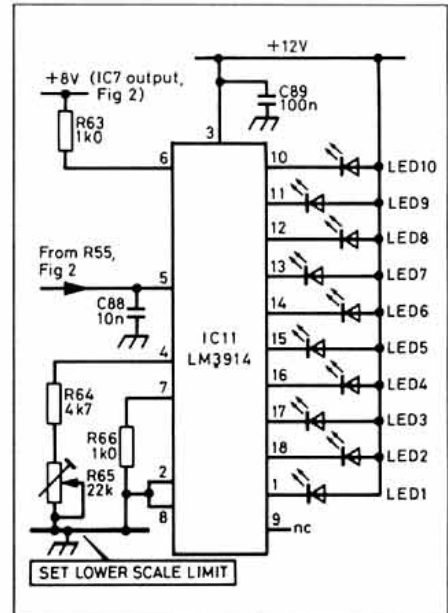 +12V
+8V (IC7 output,
Fig 2)
R63
1k0
C89
100n
3
6
10
LED10
11
LED9
12
LED8
From R55,
Fig 2
5
13
LED7
C88
10n
14
LED6
IC11
LM3914
15
LED5
4
R64
4k7
7
16
LED4
R66
1k0
17
LED3
R65
22k
2
18
LED2
8
1
LED1
9
nc
SET LOWER SCALE LIMIT